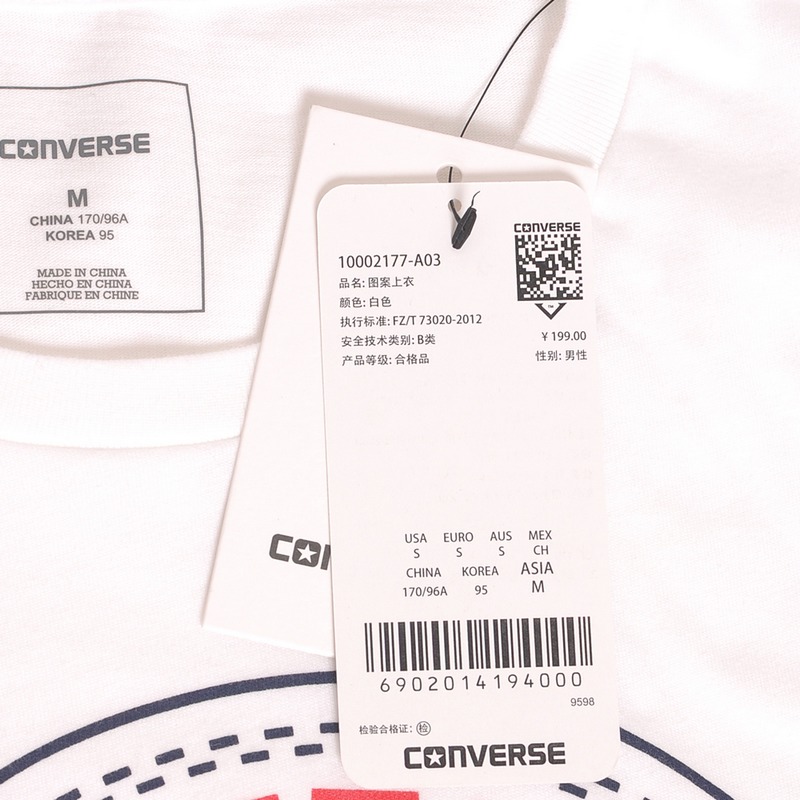 CONVERSE
M
CHINA 170/96A
KOREA 95
MADE IN CHINA
HECHO EN CHINA
FABRIQUE EN CHINE
CONVERSE
10002177-A03
品名: 图案上衣
颜色: 白色
执行标准: FZ/T 73020-2012
安全技术类别: B类
产品等级: 合格品
¥ 199.00
性别: 男性
USA EURO AUS MEX
S S S CH
CHINA KOREA ASIA
170/96A 95 M
6902014194000
9598
检验合格证: 检
CONVERSE
CON